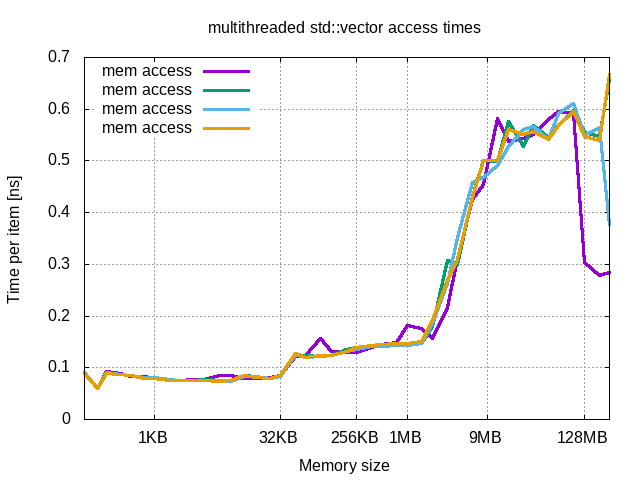 multithreaded std::vector access times
0.7
0.6
0.5
0.4
0.3
0.2
0.1
0
Time per item [ns]
mem access
mem access
mem access
mem access
1KB 32KB 256KB 1MB 9MB 128MB
Memory size